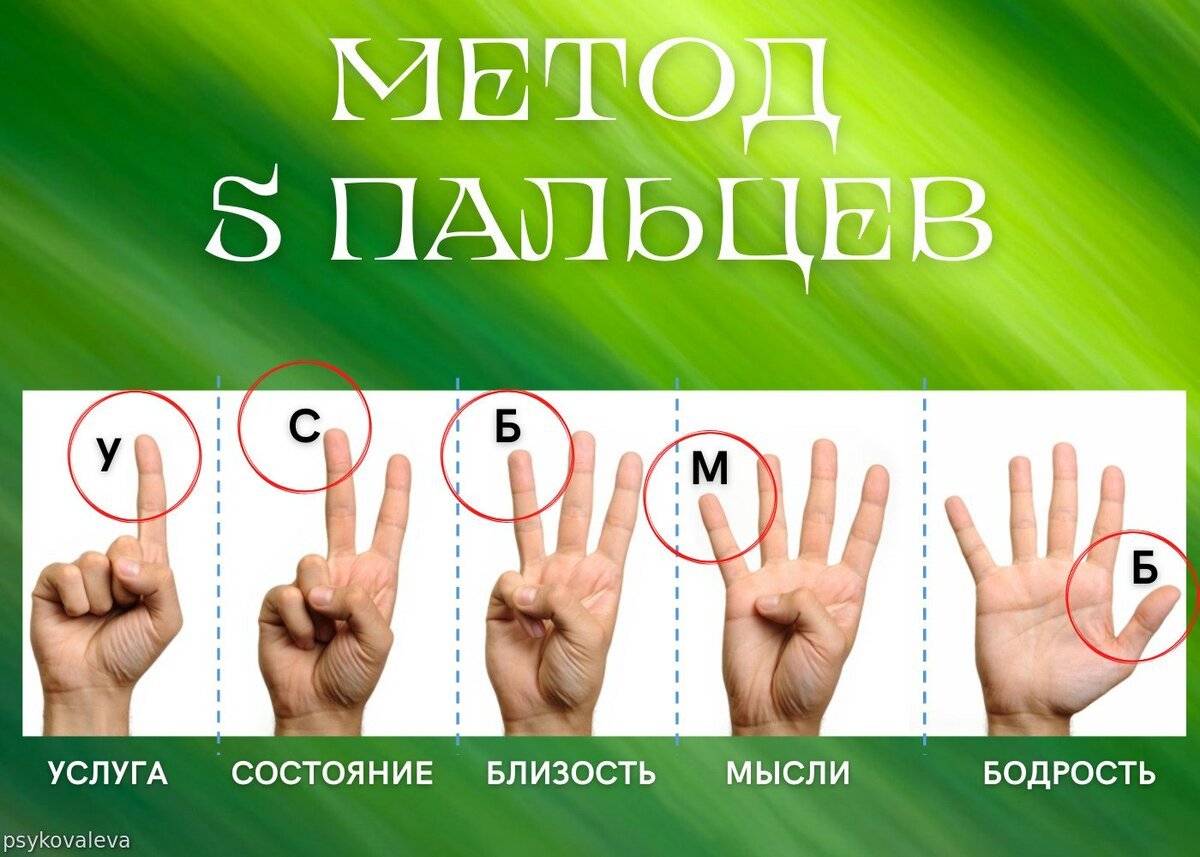 МЕТОД
5 ПАЛЬЦЕВ
У
С
Б
М
Б
УСЛУГА
СОСТОЯНИЕ
БЛИЗОСТЬ
МЫСЛИ
БОДРОСТЬ
psykovaleva